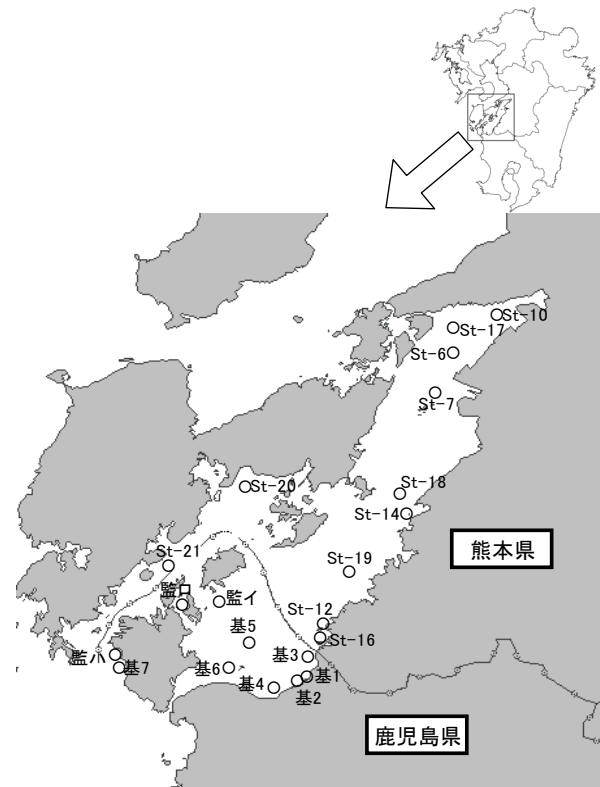 St-10
St-17
St-6
St-7
St-20
St-18
St-14
熊本県
St-21
St-19
監ロ
監イ
St-12
基5
St-16
監ハ
基3
基7
基6
基1
基4
基2
鹿児島県